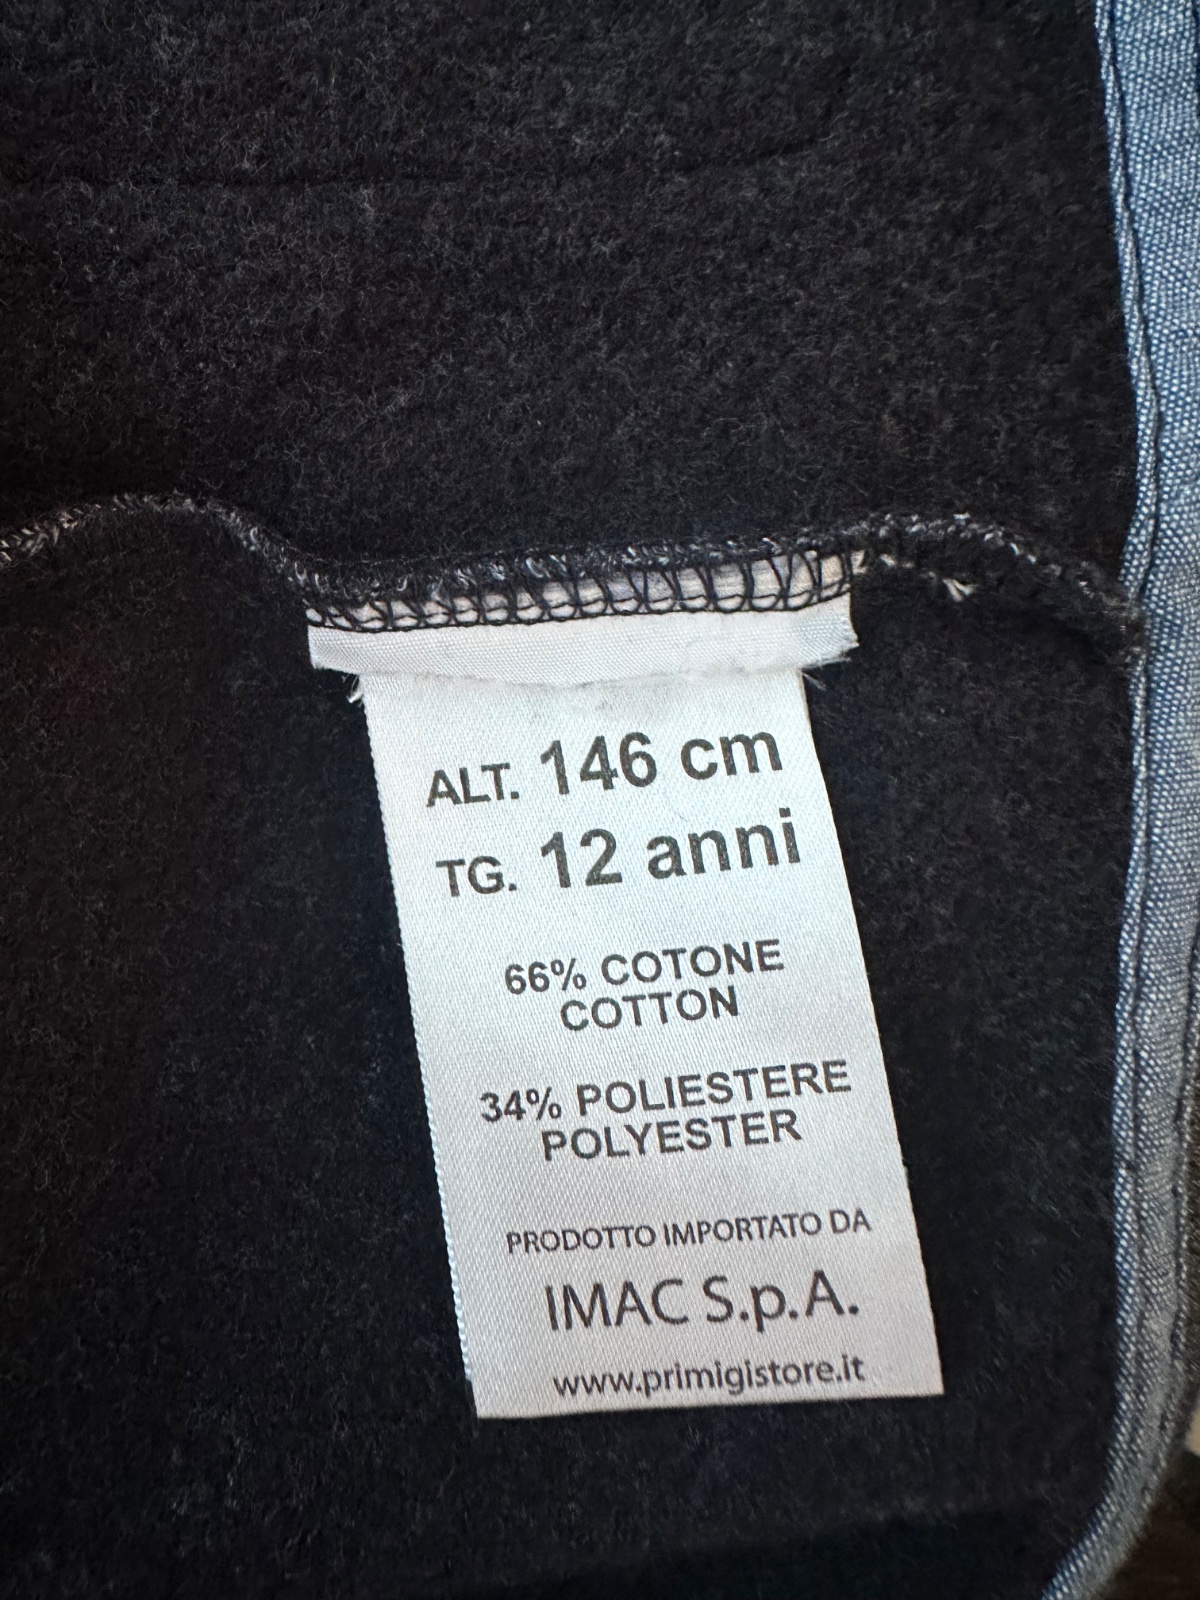 ALT. 146 cm
TG. 12 anni
66% COTONE
COTTON
34% POLIESTERE
POLYESTER
PRODOTTO IMPORTATO DA
IMAC S.p.A.
www.primigistore.it